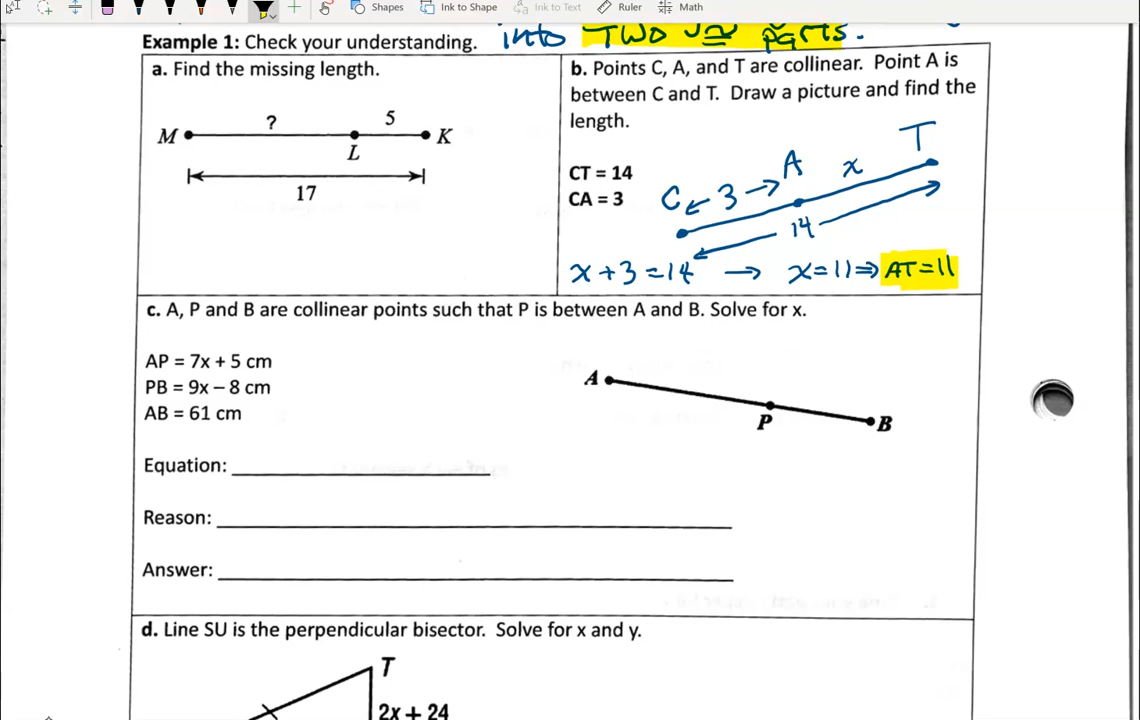 Shapes Ink to Shape Ink to Text Ruler Math
into TWO ≅ parts.
Example 1: Check your understanding.
a. Find the missing length.
? 5
M K
L
17
b. Points C, A, and T are collinear. Point A is
between C and T. Draw a picture and find the
length.
T
A x
CT = 14
C 3
CA = 3
14
x + 3 = 14 → x = 11 ⇒ AT = 11
c. A, P and B are collinear points such that P is between A and B. Solve for x.
AP = 7x + 5 cm
PB = 9x – 8 cm
AB = 61 cm
A
P B
Equation:
Reason:
Answer:
d. Line SU is the perpendicular bisector. Solve for x and y.
T
2x + 24